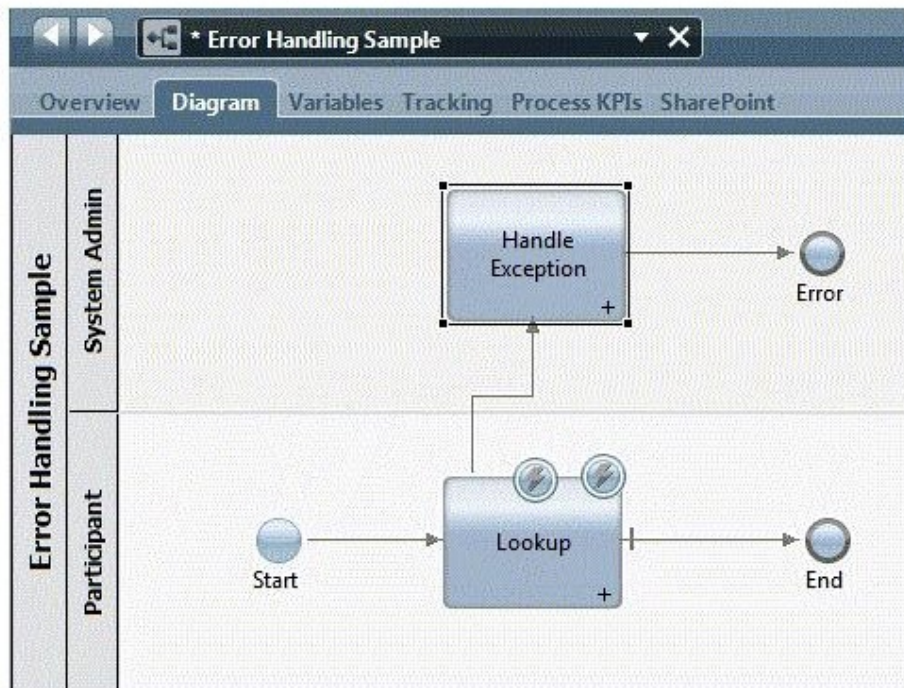 * Error Handling Sample
Overview Diagram Variables Tracking Process KPIs SharePoint
Error Handling Sample
System Admin
Handle
Exception
+
Error
Participant
Start
Lookup
+
End